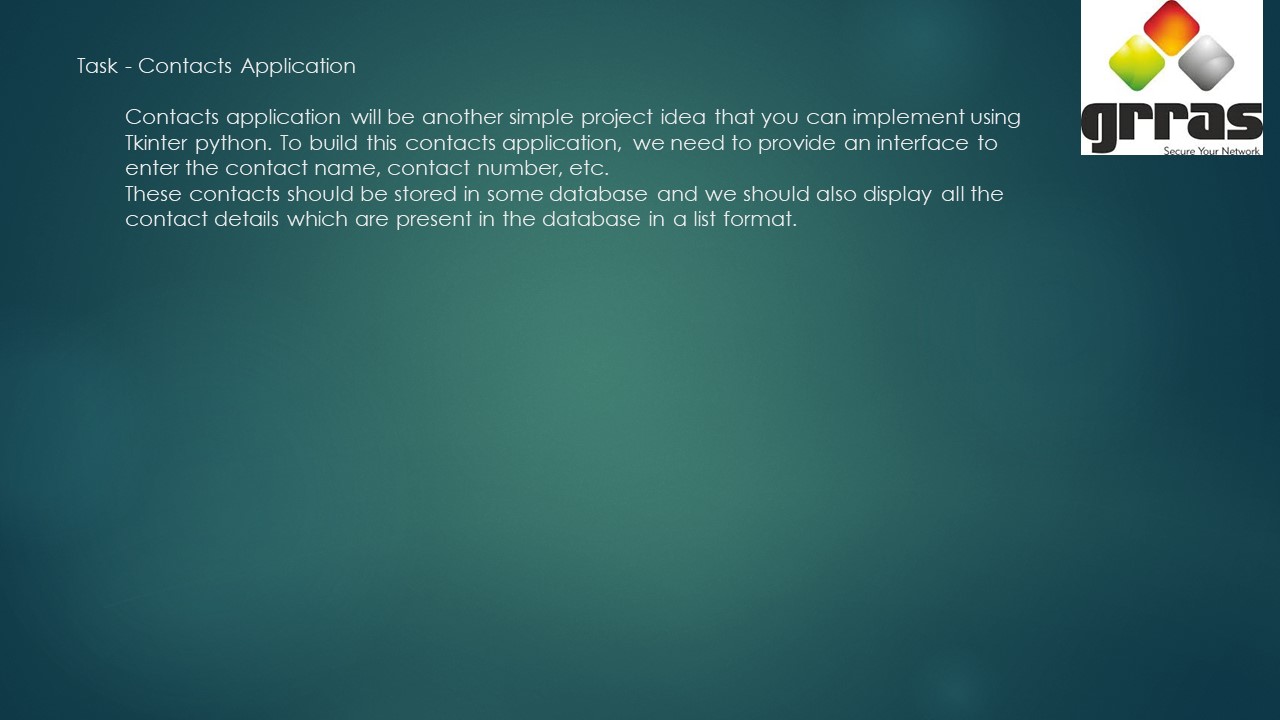 Task - Contacts Application
Contacts application will be another simple project idea that you can implement using
Tkinter python. To build this contacts application, we need to provide an interface to
enter the contact name, contact number, etc.
These contacts should be stored in some database and we should also display all the
contact details which are present in the database in a list format.
grras
Secure Your Network